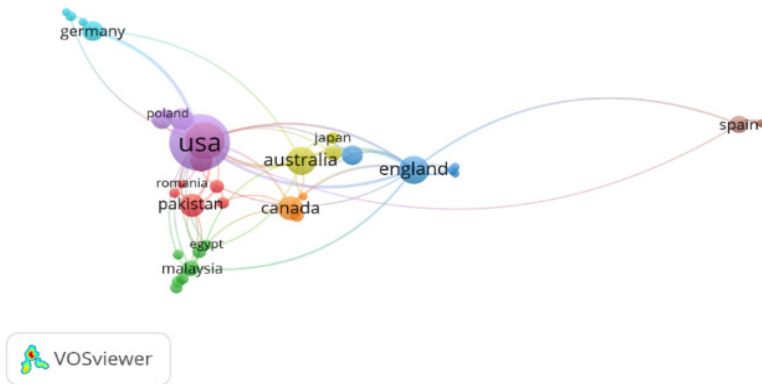 germany
poland
usa
japan
australia
spain
england
romania
pakistan
canada
egypt
malaysia
VOSviewer